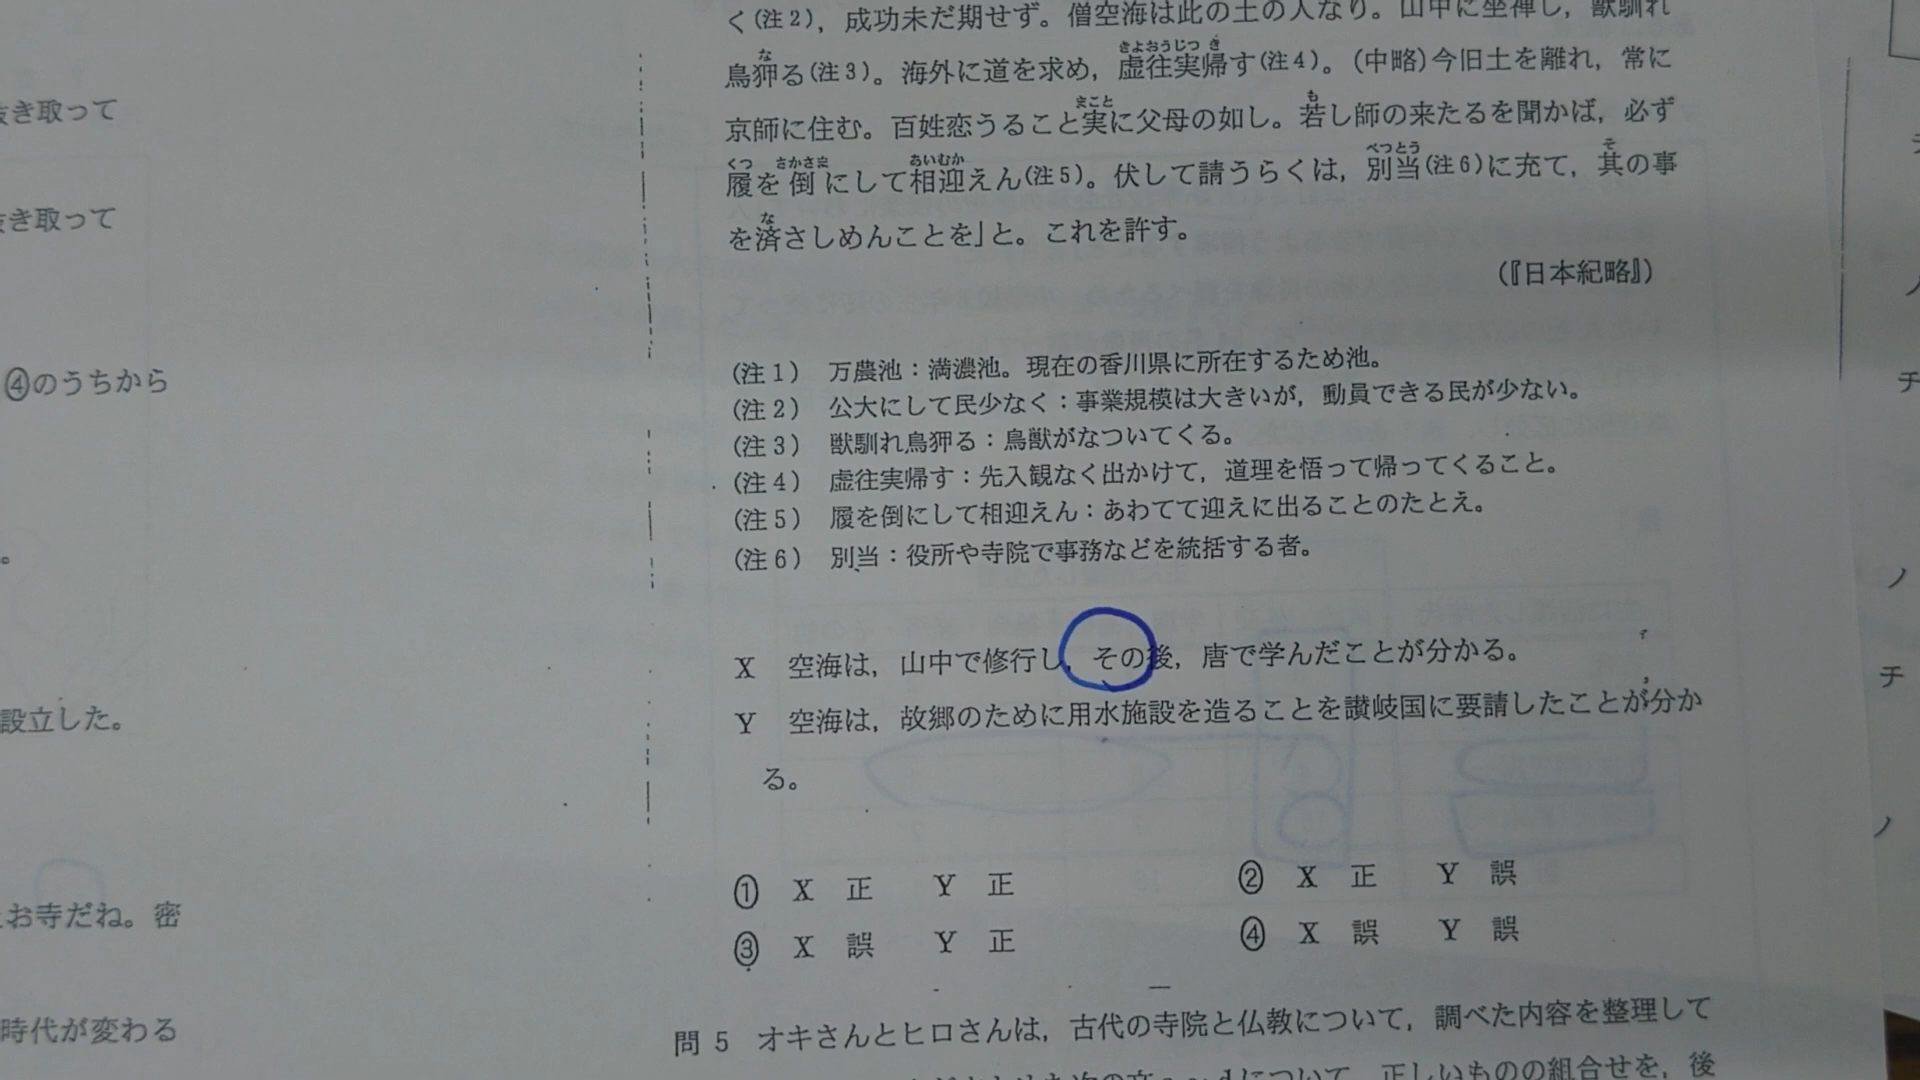 き取って
き取って
④のうちから
。
設立した。
お寺だね。密
時代が変わる
く(注2)，成功未だ期せず。僧空海は此の土の人なり。山中に坐禅し，獣馴れ
鳥狎る(注3)。海外に道を求め，虚往実帰す(注4)。(中略)今旧土を離れ，常に
京師に住む。百姓恋うること実に父母の如し。若し師の来たるを聞かば，必ず
履を倒にして相迎えん(注5)。伏して請うらくは，別当(注6)に充て，其の事
を済さしめんことを」と。これを許す。
(『日本紀略』)
(注1) 万農池：満濃池。現在の香川県に所在するため池。
(注2) 公大にして民少なく：事業規模は大きいが，動員できる民が少ない。
(注3) 獣馴れ鳥狎る：鳥獣がなついてくる。
(注4) 虚往実帰す：先入観なく出かけて，道理を悟って帰ってくること。
(注5) 履を倒にして相迎えん：あわてて迎えに出ることのたとえ。
(注6) 別当：役所や寺院で事務などを統括する者。
X 空海は，山中で修行し，その後，唐で学んだことが分かる。
Y 空海は，故郷のために用水施設を造ることを讃岐国に要請したことが分か
る。
① X 正 Y 正 ② X 正 Y 誤
③ X 誤 Y 正 ④ X 誤 Y 誤
問5 オキさんとヒロさんは，古代の寺院と仏教について，調べた内容を整理して
について，正しいものの組合せを，後